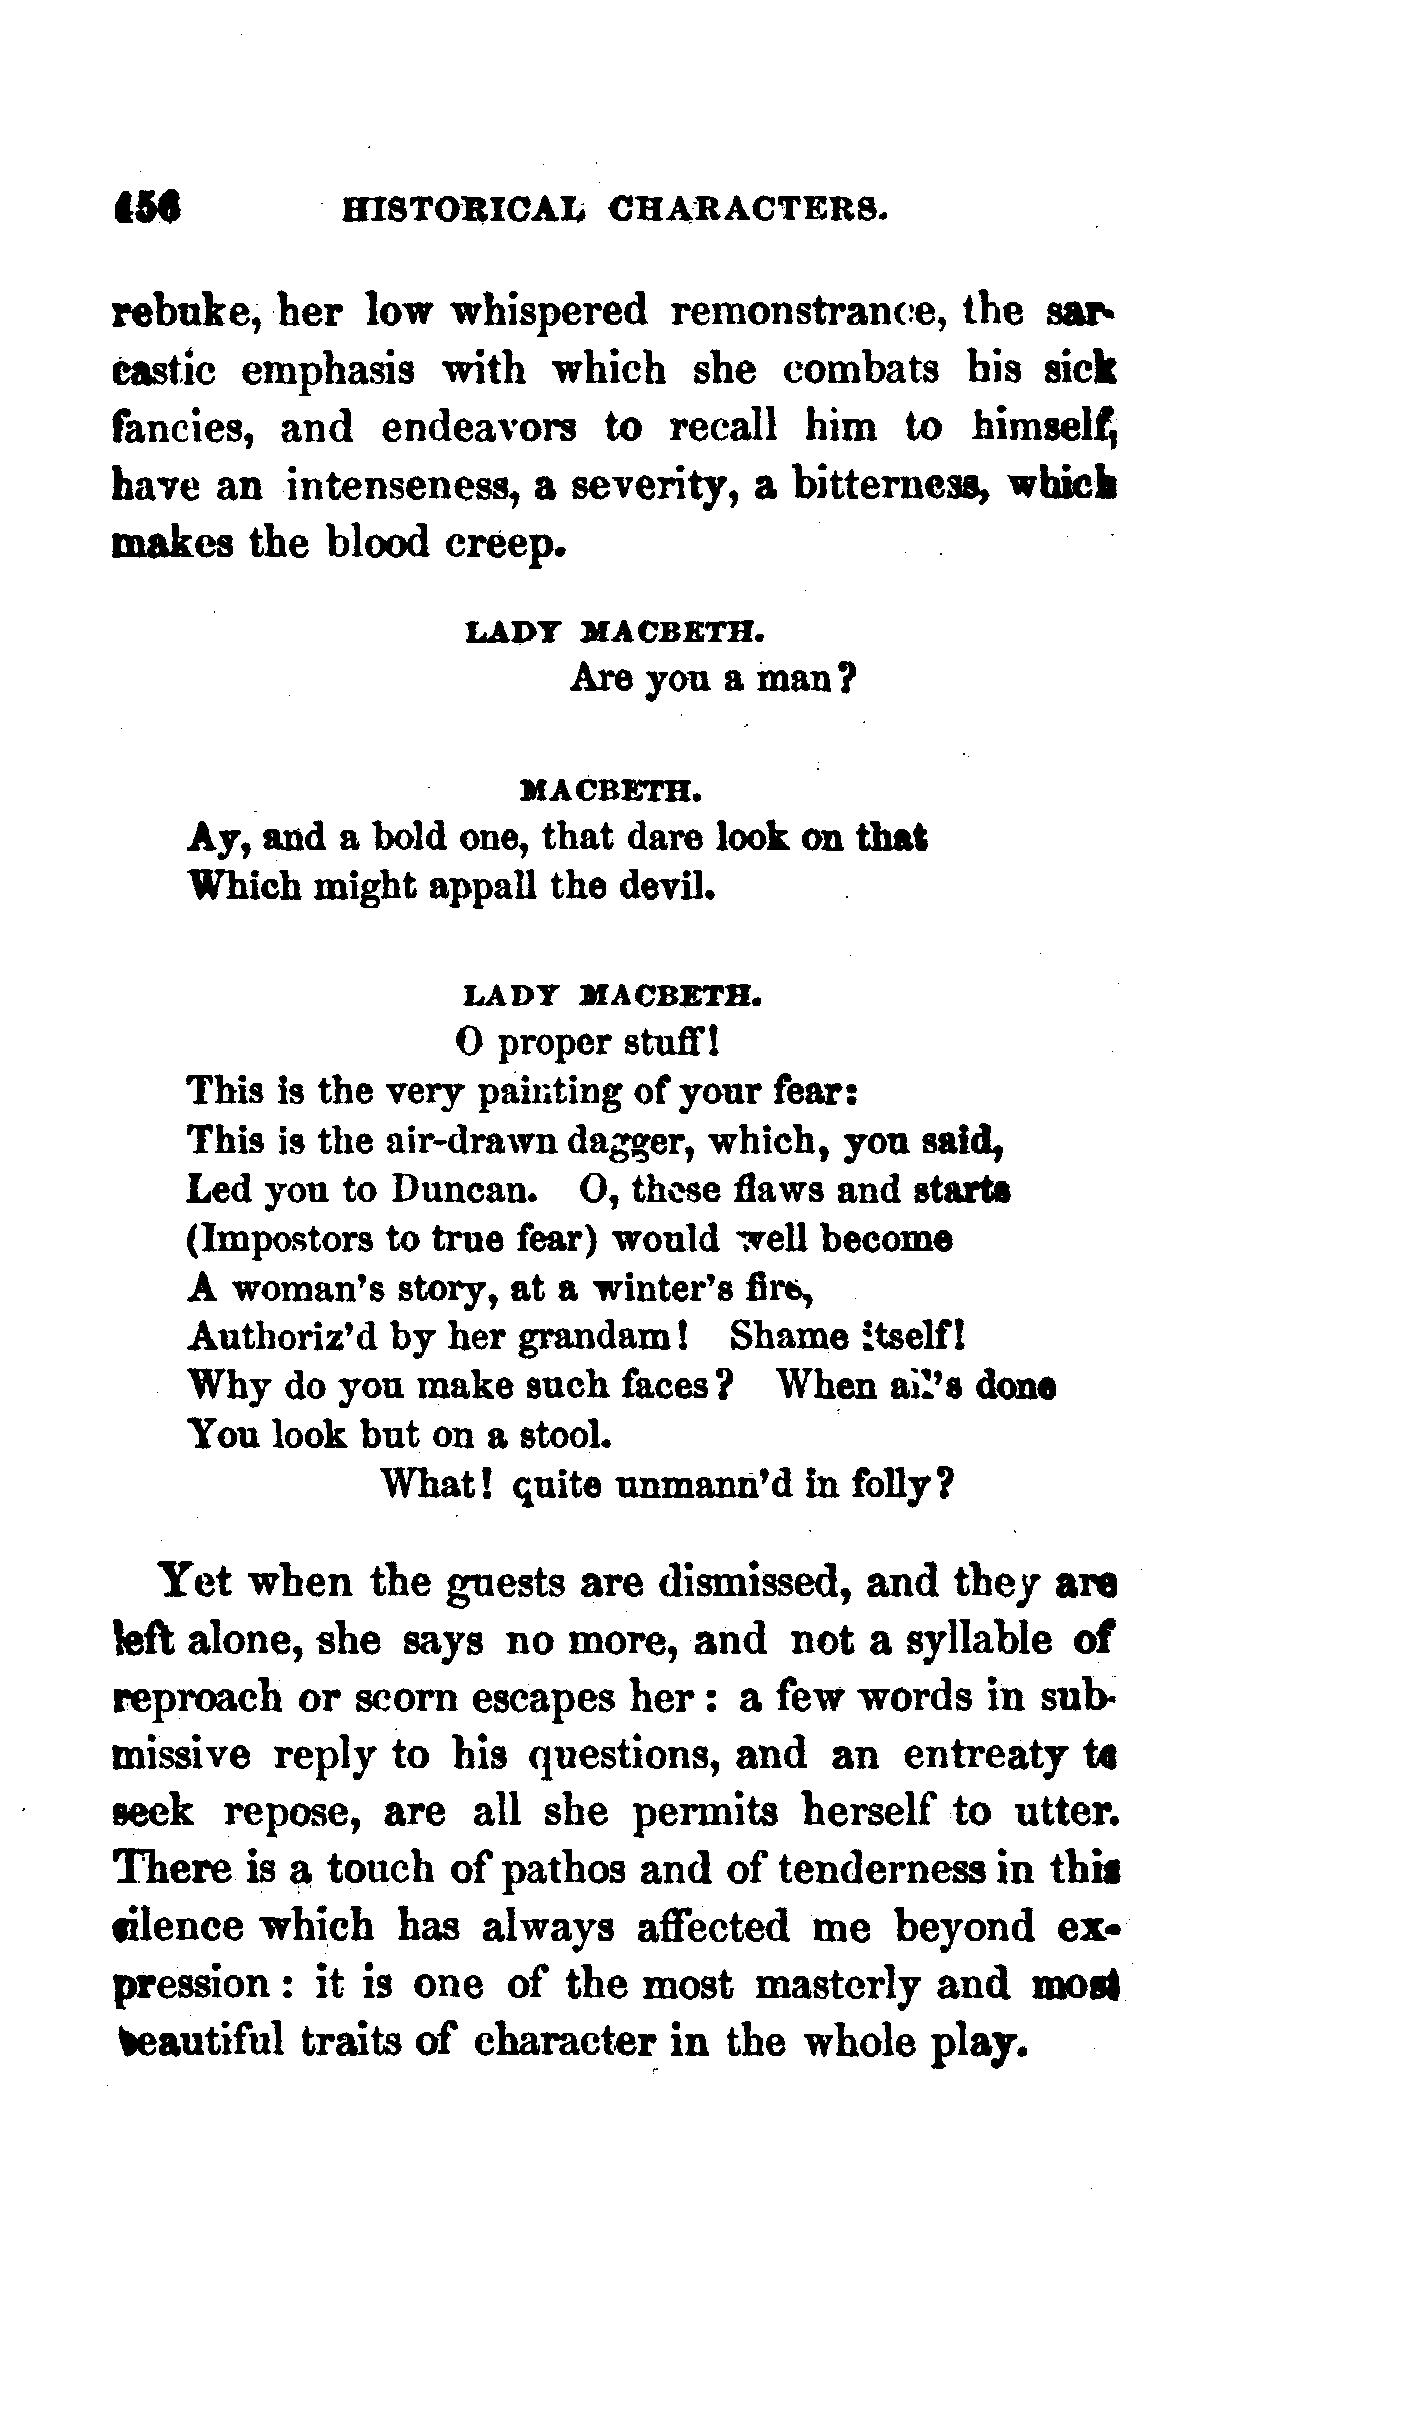 456 HISTORICAL CHARACTERS.
rebuke, her low whispered remonstrance, the sar-
castic emphasis with which she combats his sick
fancies, and endeavors to recall him to himself,
have an intenseness, a severity, a bitterness, which
makes the blood creep.
LADY MACBETH.
Are you a man?
MACBETH.
Ay, and a bold one, that dare look on that
Which might appall the devil.
LADY MACBETH.
O proper stuff!
This is the very painting of your fear:
This is the air-drawn dagger, which, you said,
Led you to Duncan. O, these flaws and starts
(Impostors to true fear) would well become
A woman's story, at a winter's fire,
Authoriz'd by her grandam! Shame itself!
Why do you make such faces? When all's done
You look but on a stool.
What! quite unmann'd in folly?
Yet when the guests are dismissed, and they are
left alone, she says no more, and not a syllable of
reproach or scorn escapes her: a few words in sub-
missive reply to his questions, and an entreaty to
seek repose, are all she permits herself to utter.
There is a touch of pathos and of tenderness in this
silence which has always affected me beyond ex-
pression: it is one of the most masterly and most
beautiful traits of character in the whole play.